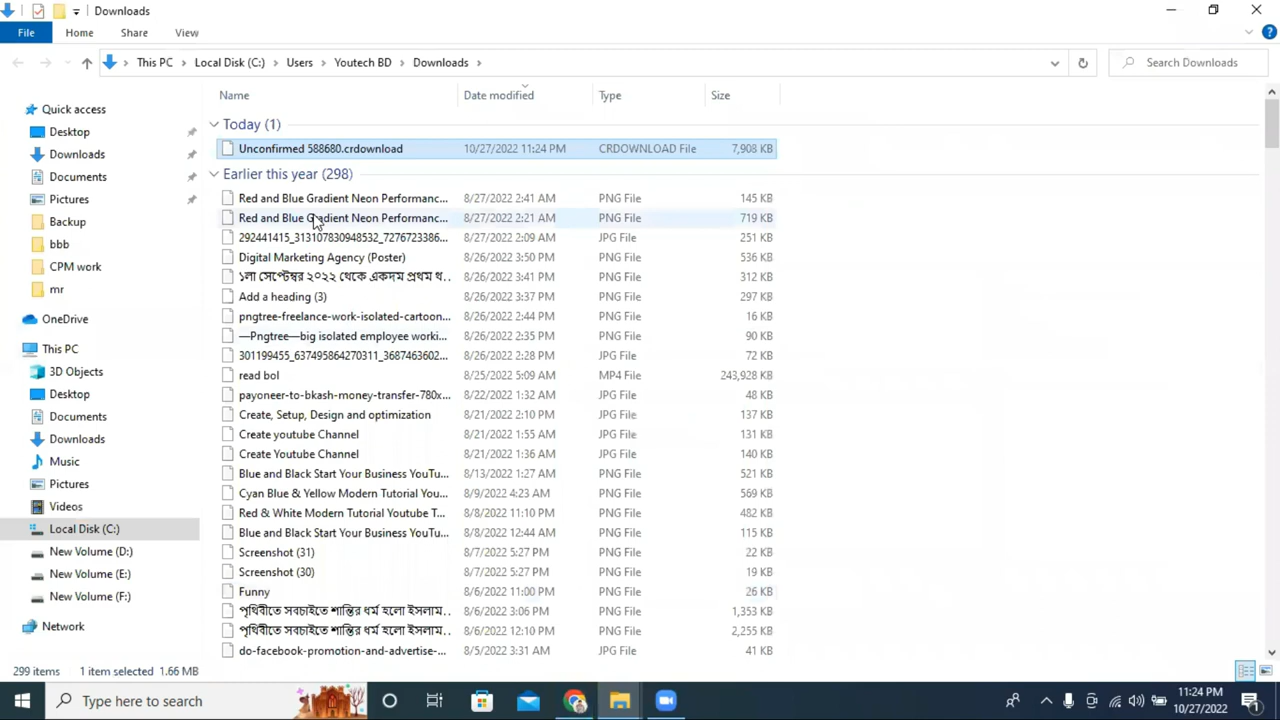 Downloads
File Home Share View
This PC Local Disk (C:) Users Youtech BD Downloads Search Downloads
Name Date modified Type Size
Quick access
Desktop
Downloads
Documents
Pictures
Backup
bbb
CPM work
mr
OneDrive
This PC
3D Objects
Desktop
Documents
Downloads
Music
Pictures
Videos
Local Disk (C:)
New Volume (D:)
New Volume (E:)
New Volume (F:)
Network
Today (1)
Unconfirmed 588680.crdownload 10/27/2022 11:24 PM CRDOWNLOAD File 7,908 KB
Earlier this year (298)
Red and Blue Gradient Neon Performanc... 8/27/2022 2:41 AM PNG File 145 KB
Red and Blue Gradient Neon Performanc... 8/27/2022 2:21 AM PNG File 719 KB
292441415_313107830948532_7276723386... 8/27/2022 2:09 AM JPG File 251 KB
Digital Marketing Agency (Poster) 8/26/2022 3:50 PM PNG File 536 KB
১লা সেপ্টেম্বর ২০২২ থেকে একদম প্রথম থ.. 8/26/2022 3:41 PM PNG File 312 KB
Add a heading (3) 8/26/2022 3:37 PM PNG File 297 KB
pngtree-freelance-work-isolated-cartoon... 8/26/2022 2:44 PM PNG File 16 KB
—Pngtree—big isolated employee worki... 8/26/2022 2:35 PM PNG File 90 KB
301199455_637495864270311_3687463602... 8/26/2022 2:28 PM JPG File 72 KB
read bol 8/25/2022 5:09 AM MP4 File 243,928 KB
payoneer-to-bkash-money-transfer-780x... 8/22/2022 1:32 AM JPG File 48 KB
Create, Setup, Design and optimization 8/21/2022 2:10 PM JPG File 137 KB
Create youtube Channel 8/21/2022 1:55 AM JPG File 131 KB
Create Youtube Channel 8/21/2022 1:36 AM JPG File 140 KB
Blue and Black Start Your Business YouTu... 8/13/2022 1:27 AM PNG File 521 KB
Cyan Blue & Yellow Modern Tutorial You... 8/9/2022 4:23 AM PNG File 569 KB
Red & White Modern Tutorial Youtube T... 8/8/2022 11:10 PM PNG File 482 KB
Blue and Black Start Your Business YouTu... 8/8/2022 12:44 AM PNG File 115 KB
Screenshot (31) 8/7/2022 5:27 PM PNG File 22 KB
Screenshot (30) 8/7/2022 5:27 PM PNG File 19 KB
Funny 8/6/2022 11:00 PM PNG File 26 KB
পৃথিবীতে সবচাইতে শান্তির ধর্ম হলো ইসলাম.. 8/6/2022 3:06 PM PNG File 1,353 KB
পৃথিবীতে সবচাইতে শান্তির ধর্ম হলো ইসলাম.. 8/6/2022 12:10 PM PNG File 2,255 KB
do-facebook-promotion-and-advertise-... 8/5/2022 3:31 AM PNG File 41 KB
299 items 1 item selected 1.66 MB
Type here to search
11:24 PM
10/27/2022
1